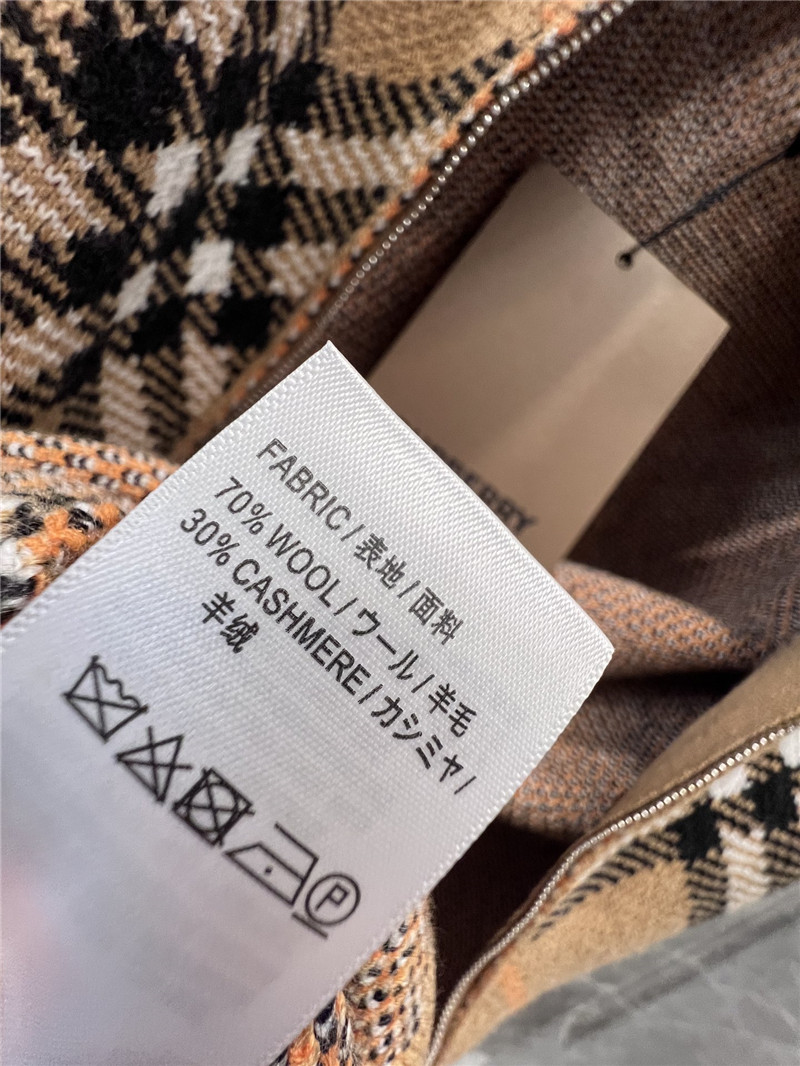 FABRIC / 表地 / 面料
70% WOOL / ウール / 羊毛
30% CASHMERE / カシミヤ /
羊绒
P